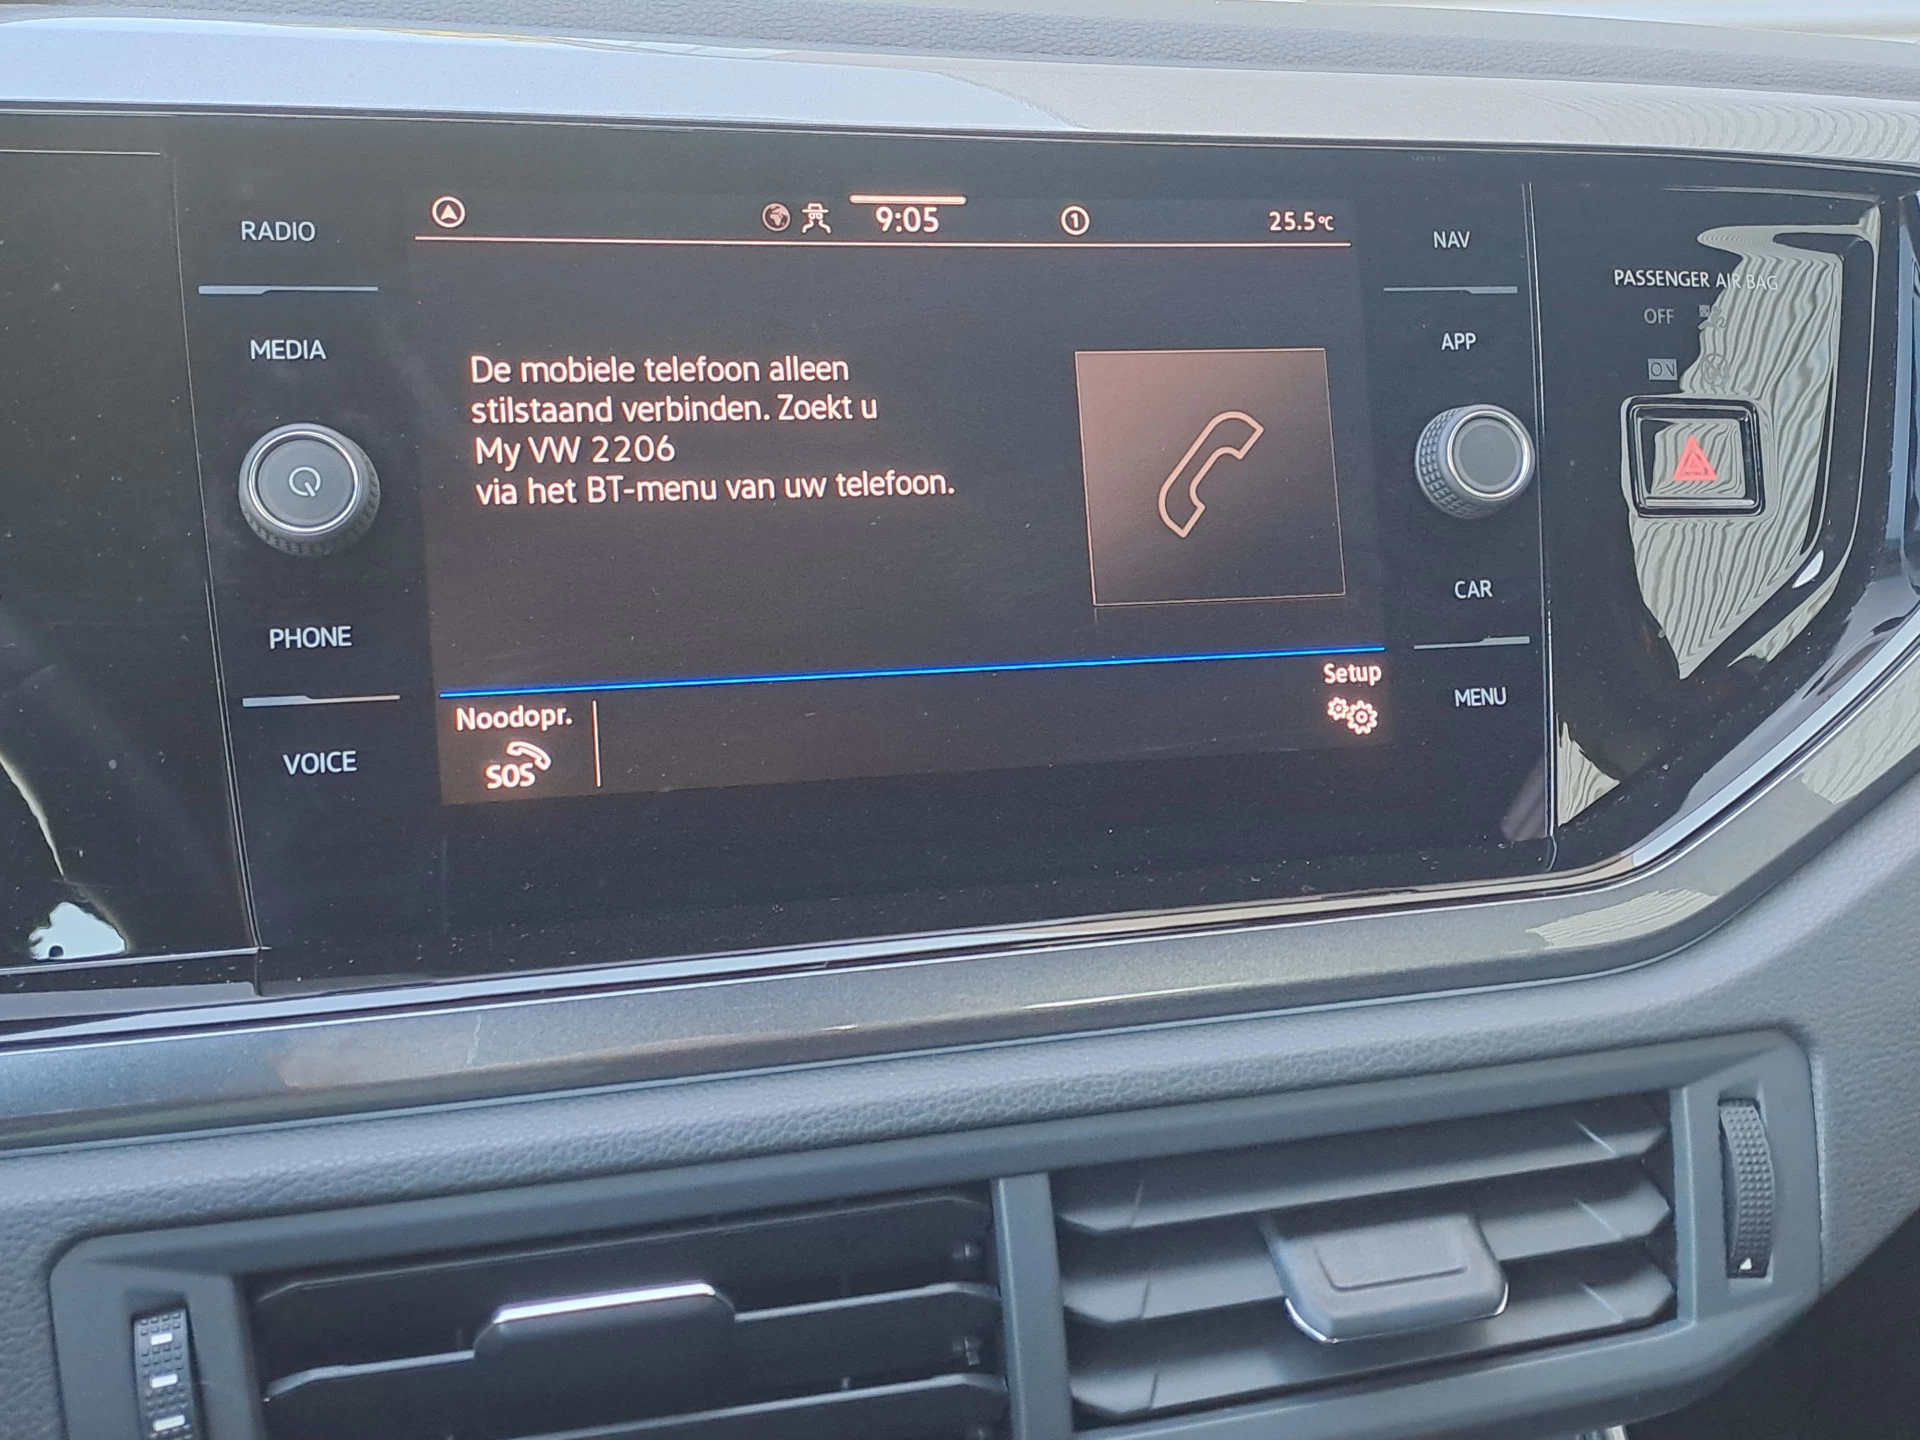 RADIO
MEDIA
PHONE
VOICE
9:05
1
25.5°C
De mobiele telefoon alleen
stilstaand verbinden. Zoekt u
My VW 2206
via het BT-menu van uw telefoon.
Noodopr.
SOS
Setup
NAV
APP
CAR
MENU
PASSENGER AIR BAG
OFF
ON